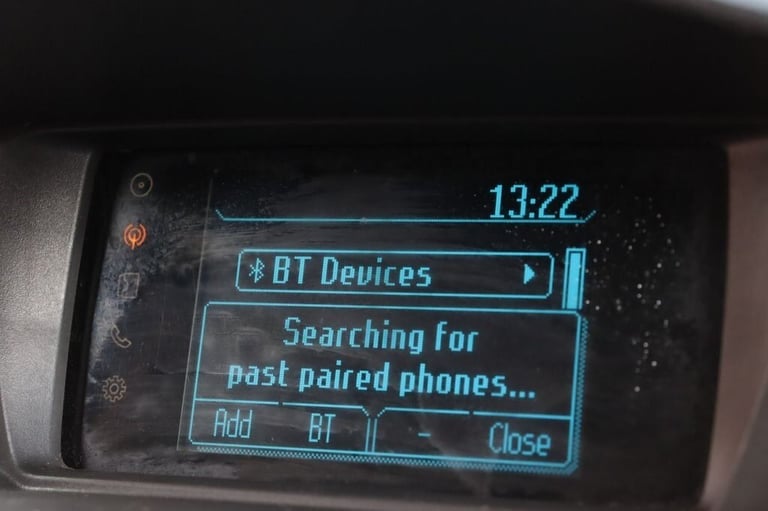 13:22
BT Devices
Searching for
past paired phones...
Add BT - Close